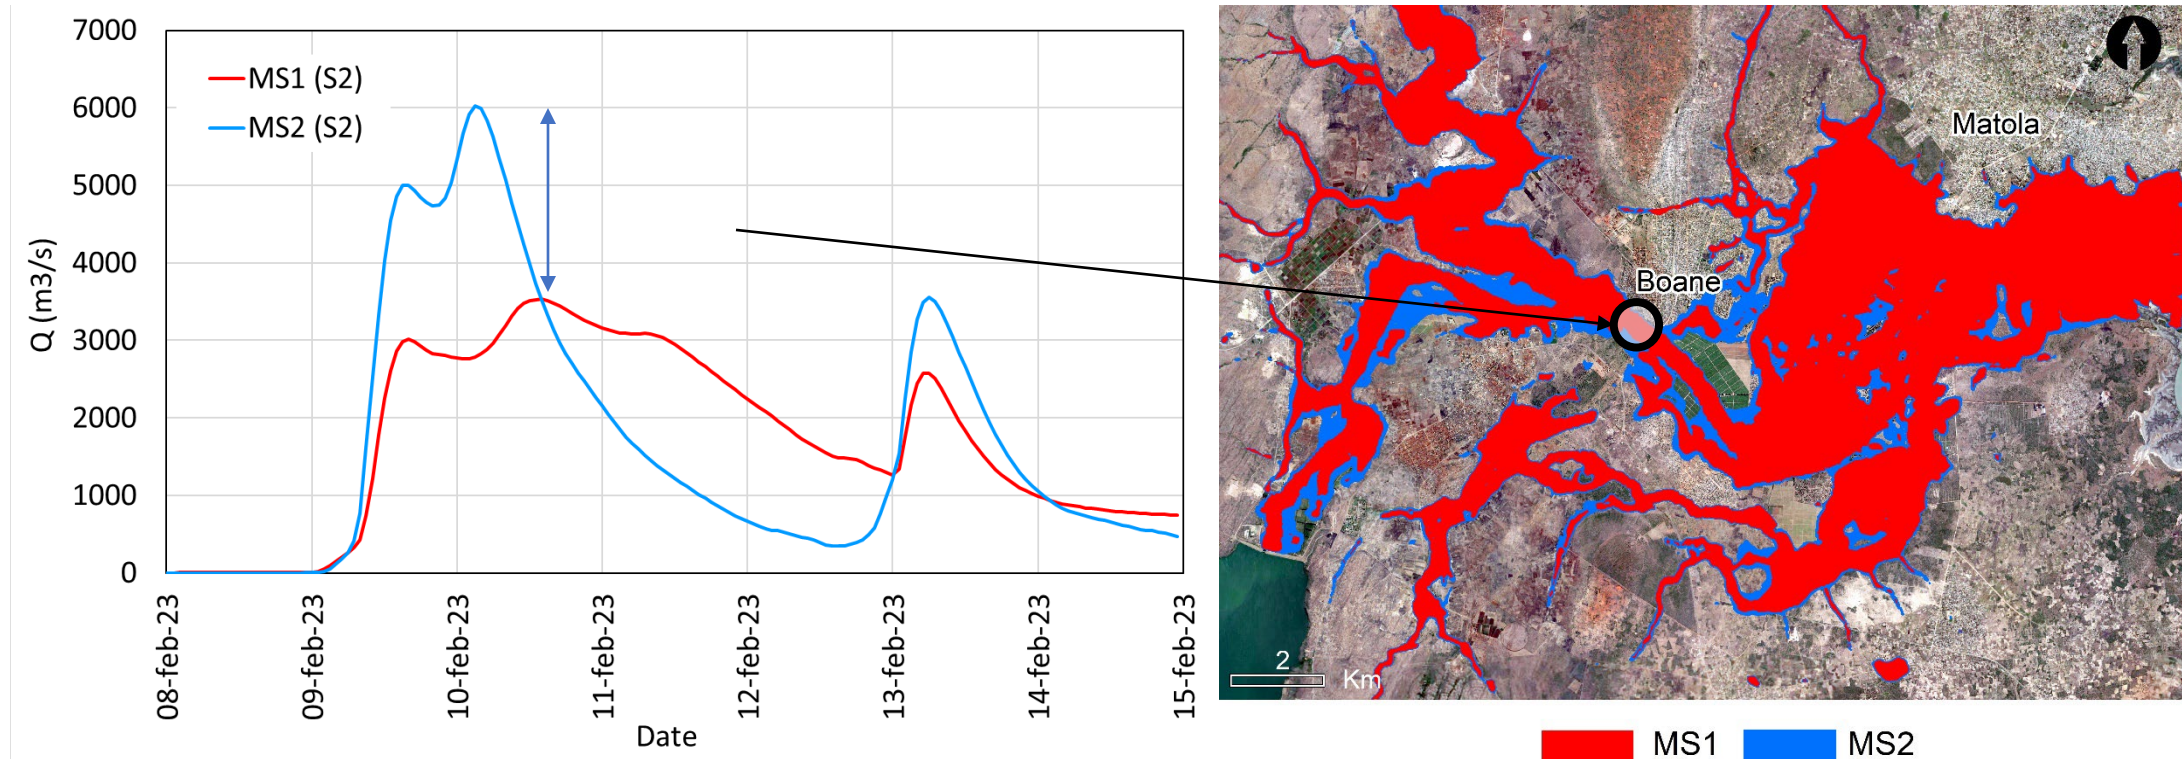 7000
6000
5000
4000
3000
2000
1000
0
Q (m3/s)
MS1 (S2)
MS2 (S2)
08-feb-23
09-feb-23
10-feb-23
11-feb-23
12-feb-23
13-feb-23
14-feb-23
15-feb-23
Date
Matola
Boane
2
Km
MS1
MS2